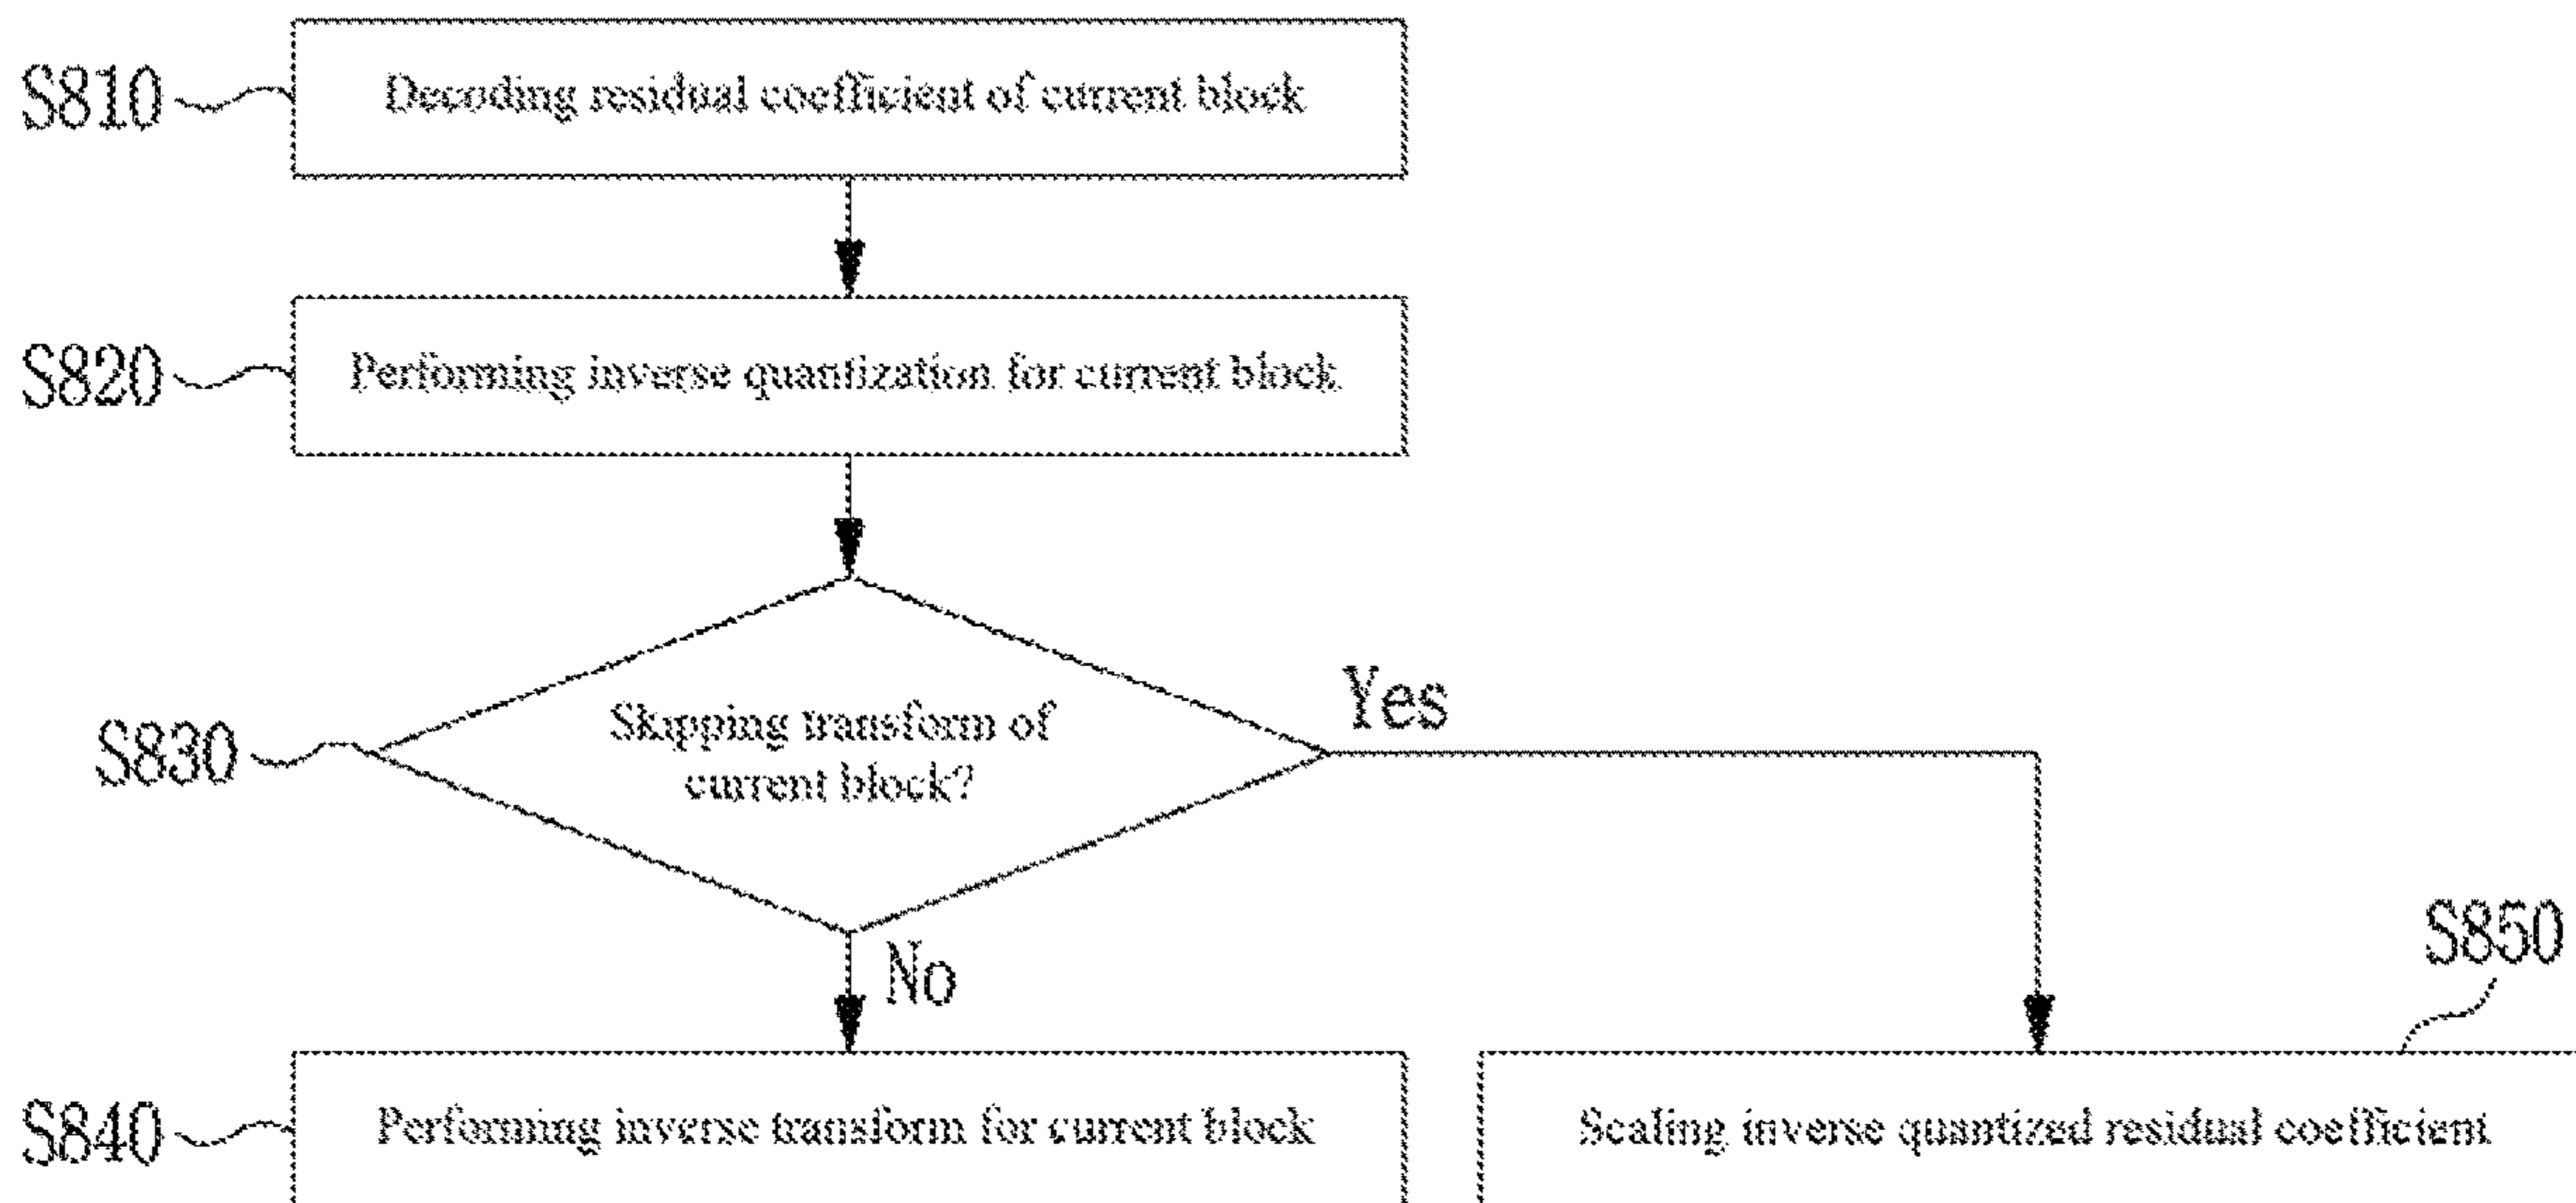 S810 Decoding residual coefficient of current block
S820 Performing inverse quantization for current block
S830 Skipping transform of
current block?
Yes
No
S850
S840 Performing inverse transform for current block
Scaling inverse quantized residual coefficient